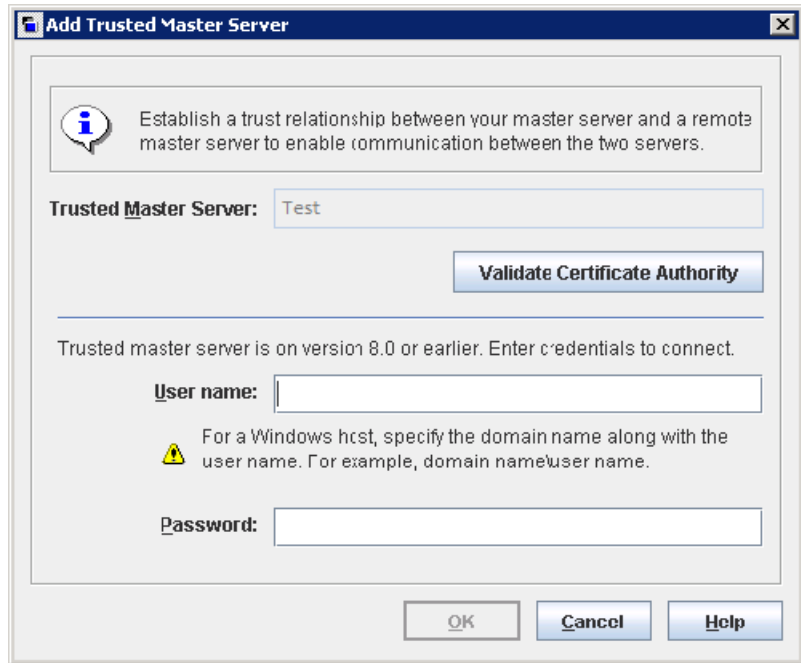 Add Trusted Master Server
Establish a trust relationship between your master server and a remote
master server to enable communication between the two servers.
Trusted Master Server:
Test
Validate Certificate Authority
Trusted master server is on version 8.0 or earlier. Enter credentials to connect.
User name:
For a Windows host, specify the domain name along with the
user name. For example, domain name\user name.
Password:
OK
Cancel
Help